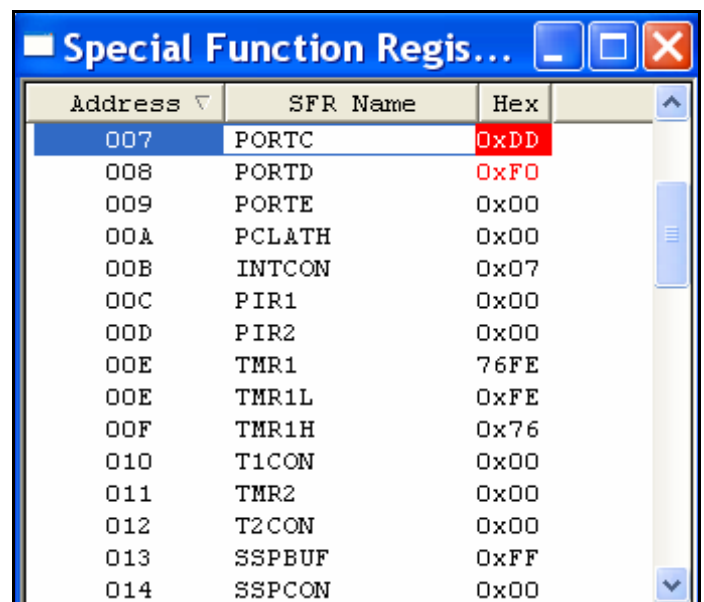 Special Function Regis...
Address SFR Name Hex
007 PORTC 0xDD
008 PORTD 0xF0
009 PORTE 0x00
00A PCLATH 0x00
00B INTCON 0x07
00C PIR1 0x00
00D PIR2 0x00
00E TMR1 76FE
00E TMR1L 0xFE
00F TMR1H 0x76
010 T1CON 0x00
011 TMR2 0x00
012 T2CON 0x00
013 SSPBUF 0xFF
014 SSPCON 0x00